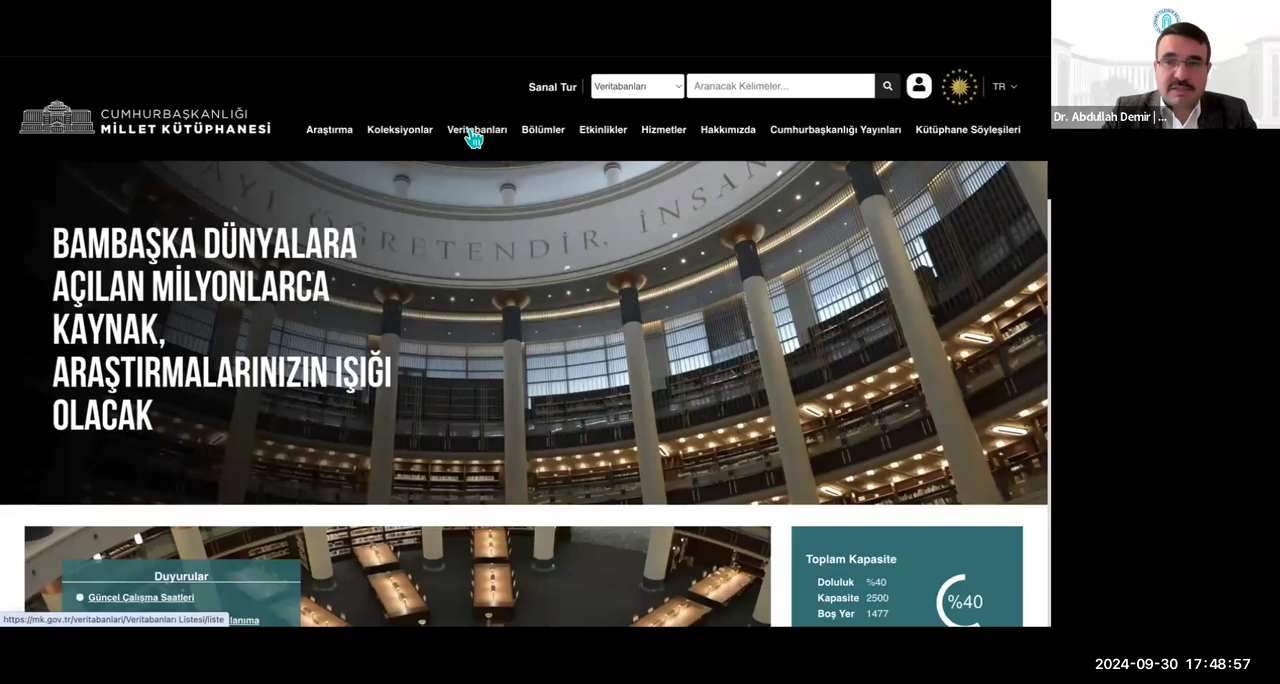 Sanal Tur
Veritabanları
Aranacak Kelimeler...
TR
CUMHURBAŞKANLIĞI
MİLLET KÜTÜPHANESİ
Araştırma Koleksiyonlar Veritabanları Bölümler Etkinlikler Hizmetler Hakkımızda Cumhurbaşkanlığı Yayınları Kütüphane Söyleşileri
Dr. Abdullah Demir | ...
ÖĞRETENDİR. İNSAN
BAMBAŞKA DÜNYALARA
AÇILAN MİLYONLARCA
KAYNAK,
ARAŞTIRMALARINIZIN IŞIĞI
OLACAK
Duyurular
Güncel Çalışma Saatleri
https://mk.gov.tr/veritabanlari/Veritabanları Listesi/liste
lanıma
Toplam Kapasite
Doluluk %40
Kapasite 2500
Boş Yer 1477
%40
2024-09-30 17:48:57